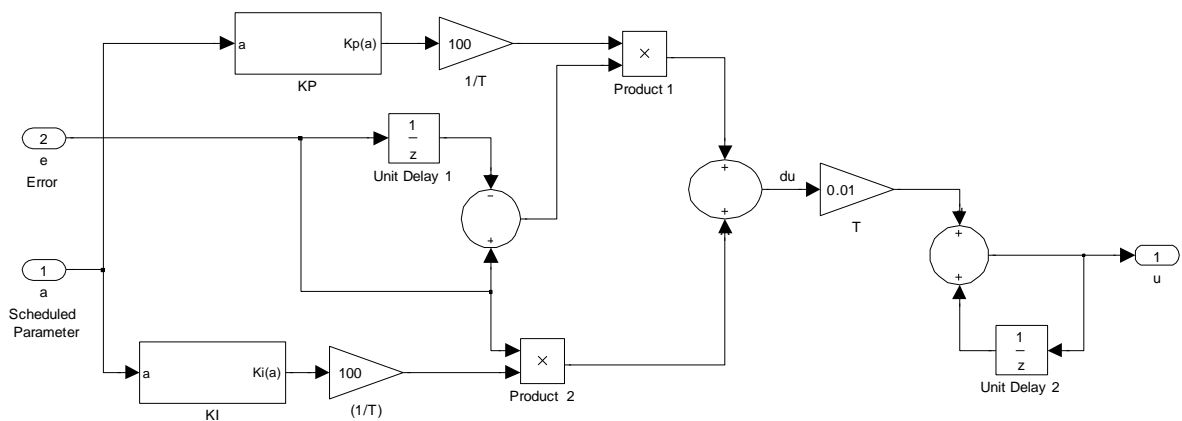 a
Kp(a)
KP
100
1/T
×
Product 1
2
e
Error
1
z
Unit Delay 1
−
+
+
+
du
0.01
T
+
+
1
u
1
a
Scheduled
Parameter
a
Ki(a)
KI
100
(1/T)
×
Product 2
1
z
Unit Delay 2